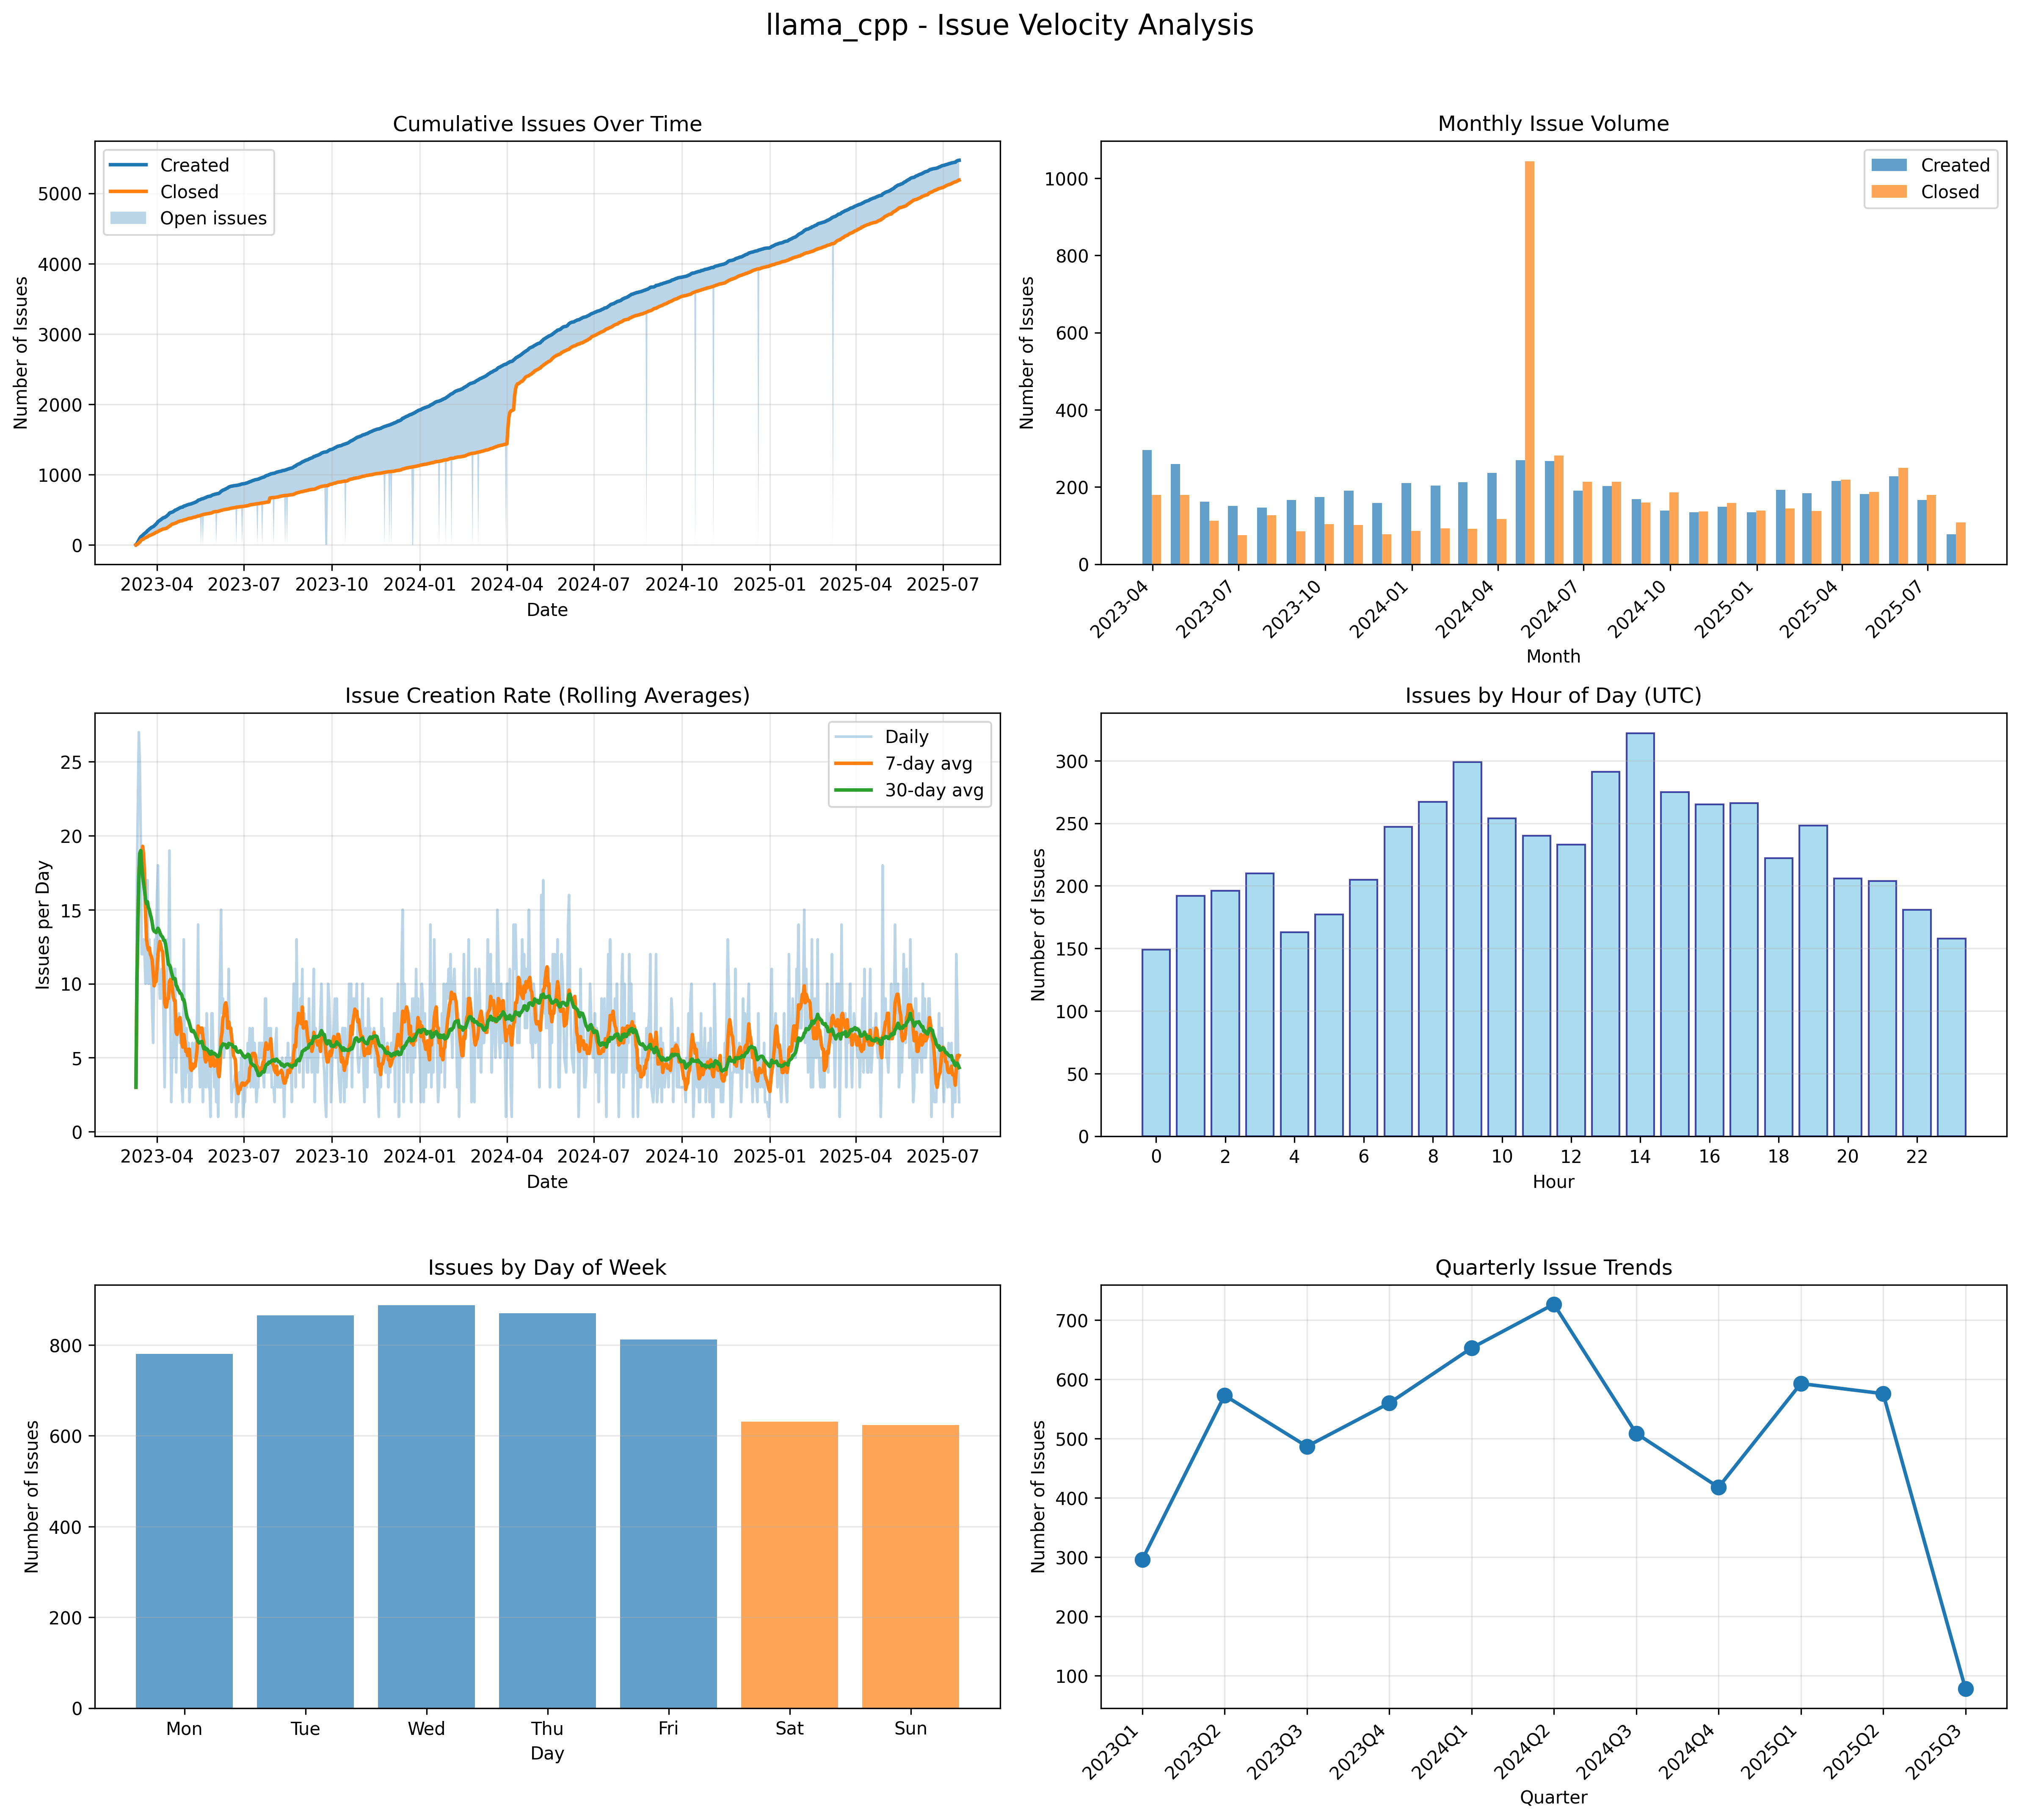 llama_cpp - Issue Velocity Analysis
Cumulative Issues Over Time
Created
Closed
Open issues
Number of Issues
5000
4000
3000
2000
1000
0
2023-04 2023-07 2023-10 2024-01 2024-04 2024-07 2024-10 2025-01 2025-04 2025-07
Date
Monthly Issue Volume
Created
Closed
Number of Issues
1000
800
600
400
200
0
2023-04 2023-07 2023-10 2024-01 2024-04 2024-07 2024-10 2025-01 2025-04 2025-07
Month
Issue Creation Rate (Rolling Averages)
Daily
7-day avg
30-day avg
Issues per Day
25
20
15
10
5
0
2023-04 2023-07 2023-10 2024-01 2024-04 2024-07 2024-10 2025-01 2025-04 2025-07
Date
Issues by Hour of Day (UTC)
Number of Issues
300
250
200
150
100
50
0
0 2 4 6 8 10 12 14 16 18 20 22
Hour
Issues by Day of Week
Number of Issues
800
600
400
200
0
Mon Tue Wed Thu Fri Sat Sun
Day
Quarterly Issue Trends
Number of Issues
700
600
500
400
300
200
100
2023Q1 2023Q2 2023Q3 2023Q4 2024Q1 2024Q2 2024Q3 2024Q4 2025Q1 2025Q2 2025Q3
Quarter